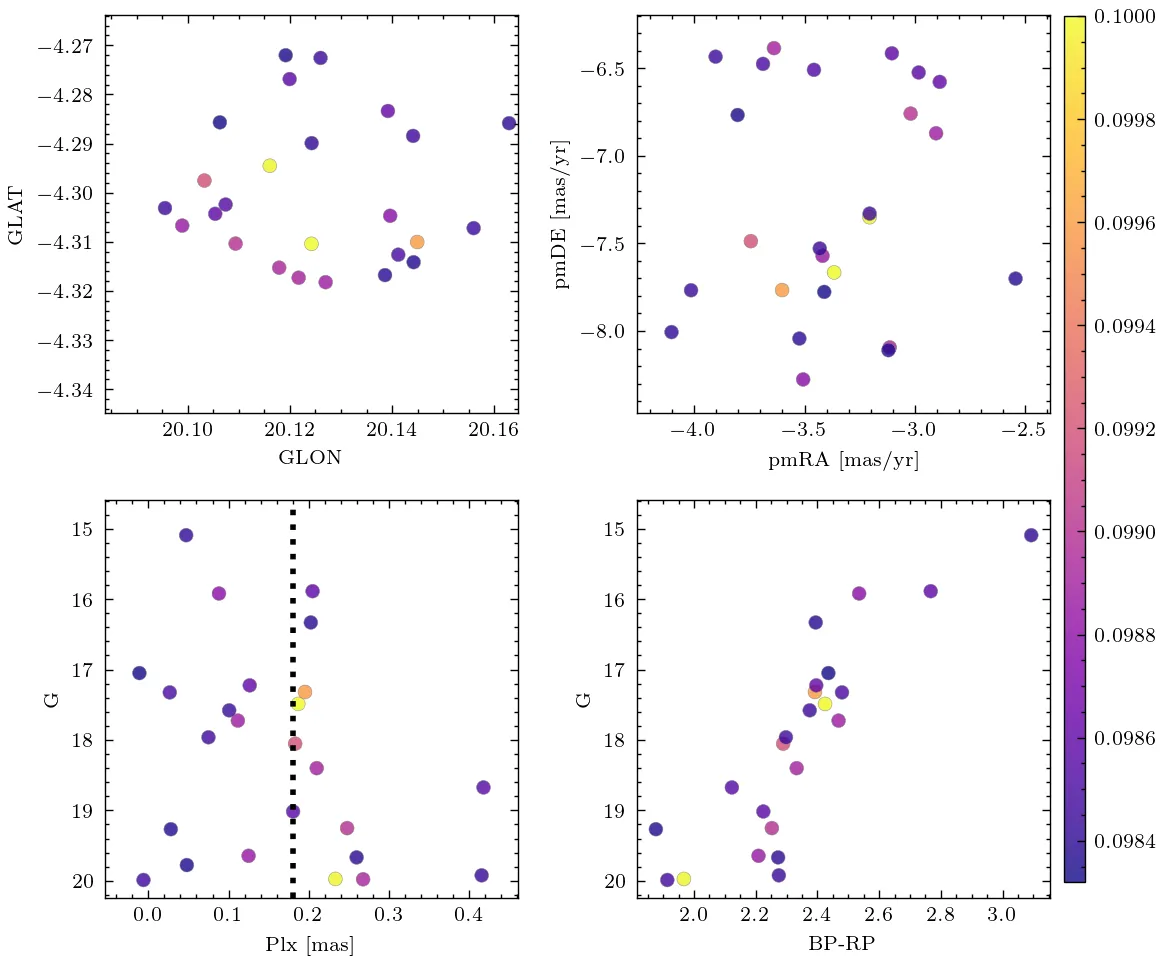 −4.27
−4.28
−4.29
−4.30
−4.31
−4.32
−4.33
−4.34
GLAT
20.10 20.12 20.14 20.16
GLON
−6.5
−7.0
−7.5
−8.0
pmDE [mas/yr]
−4.0 −3.5 −3.0 −2.5
pmRA [mas/yr]
0.1000
0.0998
0.0996
0.0994
0.0992
0.0990
0.0988
0.0986
0.0984
15
16
17
18
19
20
G
0.0 0.1 0.2 0.3 0.4
Plx [mas]
15
16
17
18
19
20
G
2.0 2.2 2.4 2.6 2.8 3.0
BP-RP